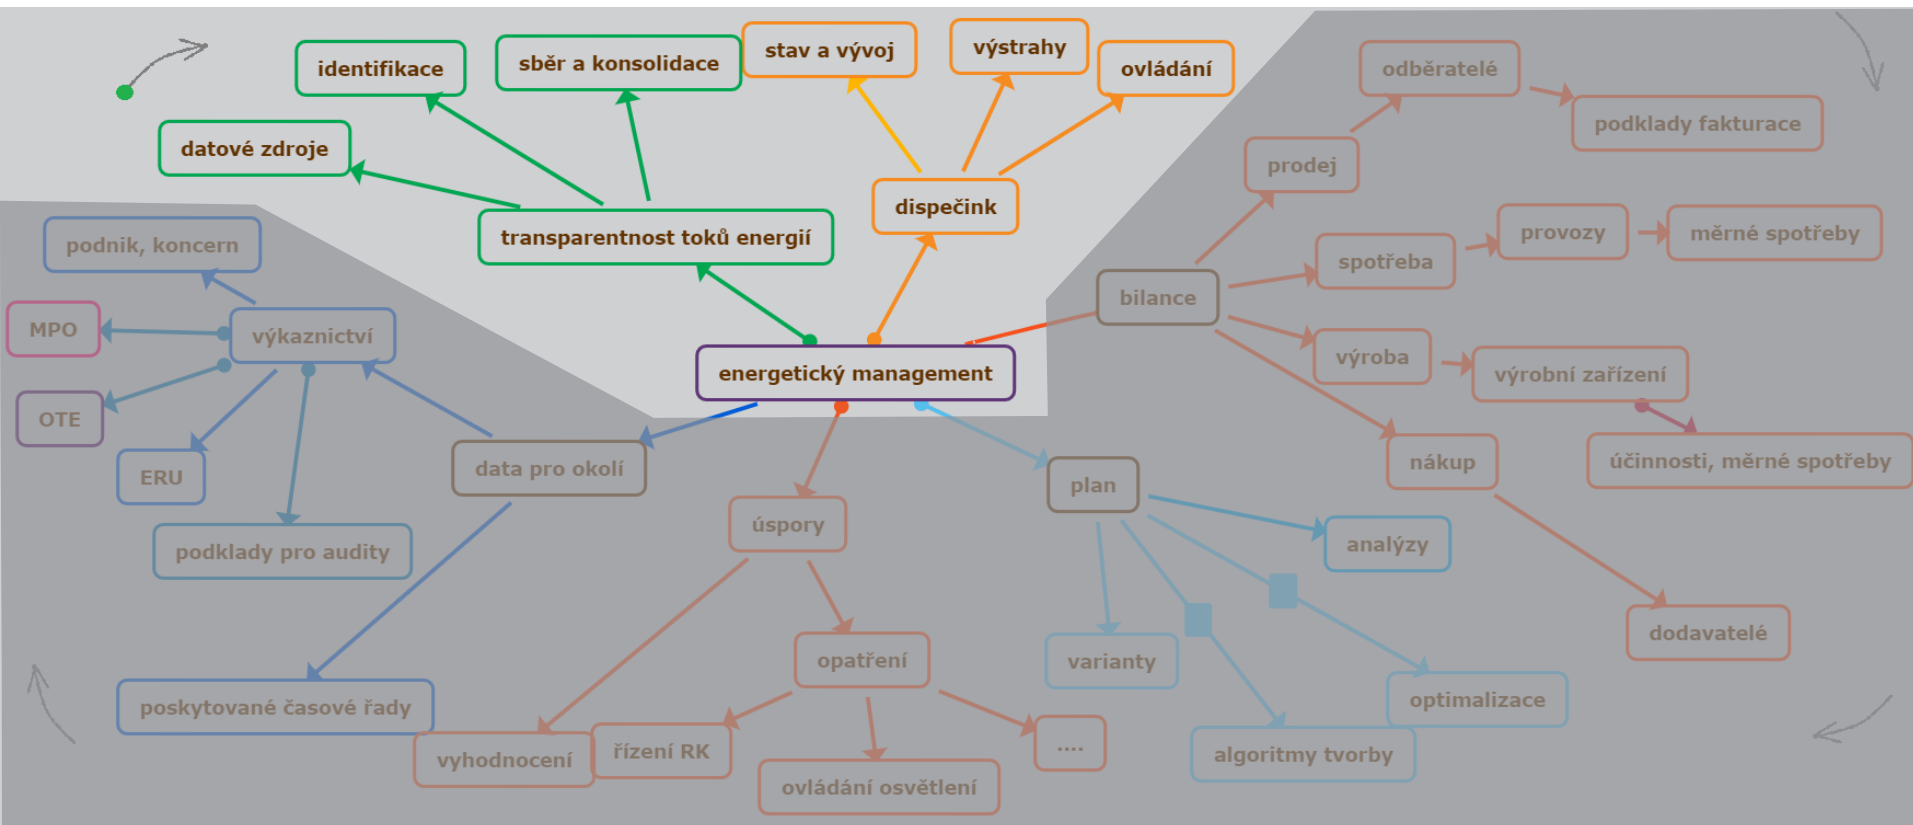 identifikace
sběr a konsolidace
stav a vývoj
výstrahy
ovládání
datové zdroje
transparentnost toků energií
dispečink
odběratelé
podklady fakturace
prodej
spotřeba
provozy
měrné spotřeby
bilance
výroba
výrobní zařízení
účinnosti, měrné spotřeby
nákup
dodavatelé
energetický management
podnik, koncern
MPO
výkaznictví
OTE
ERU
podklady pro audity
data pro okolí
poskytované časové řady
úspory
vyhodnocení
opatření
řízení RK
ovládání osvětlení
....
plan
analýzy
varianty
optimalizace
algoritmy tvorby